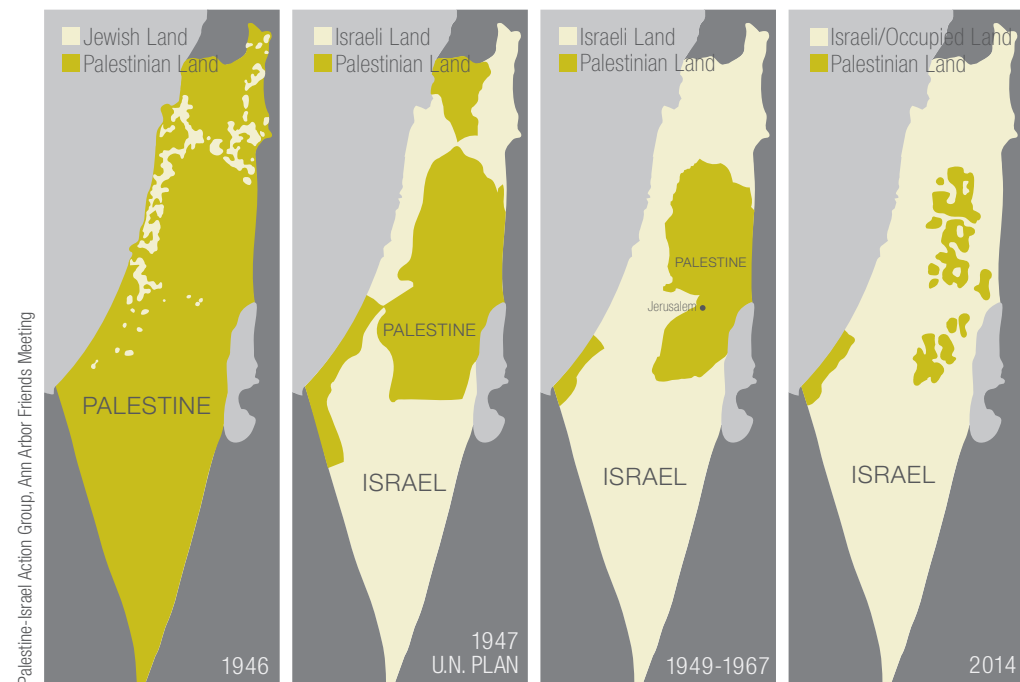 Jewish Land
Palestinian Land
PALESTINE
1946
Israeli Land
Palestinian Land
PALESTINE
ISRAEL
1947
U.N. PLAN
Israeli Land
Palestinian Land
PALESTINE
Jerusalem
ISRAEL
1949-1967
Israeli/Occupied Land
Palestinian Land
ISRAEL
2014
Palestine-Israel Action Group, Ann Arbor Friends Meeting